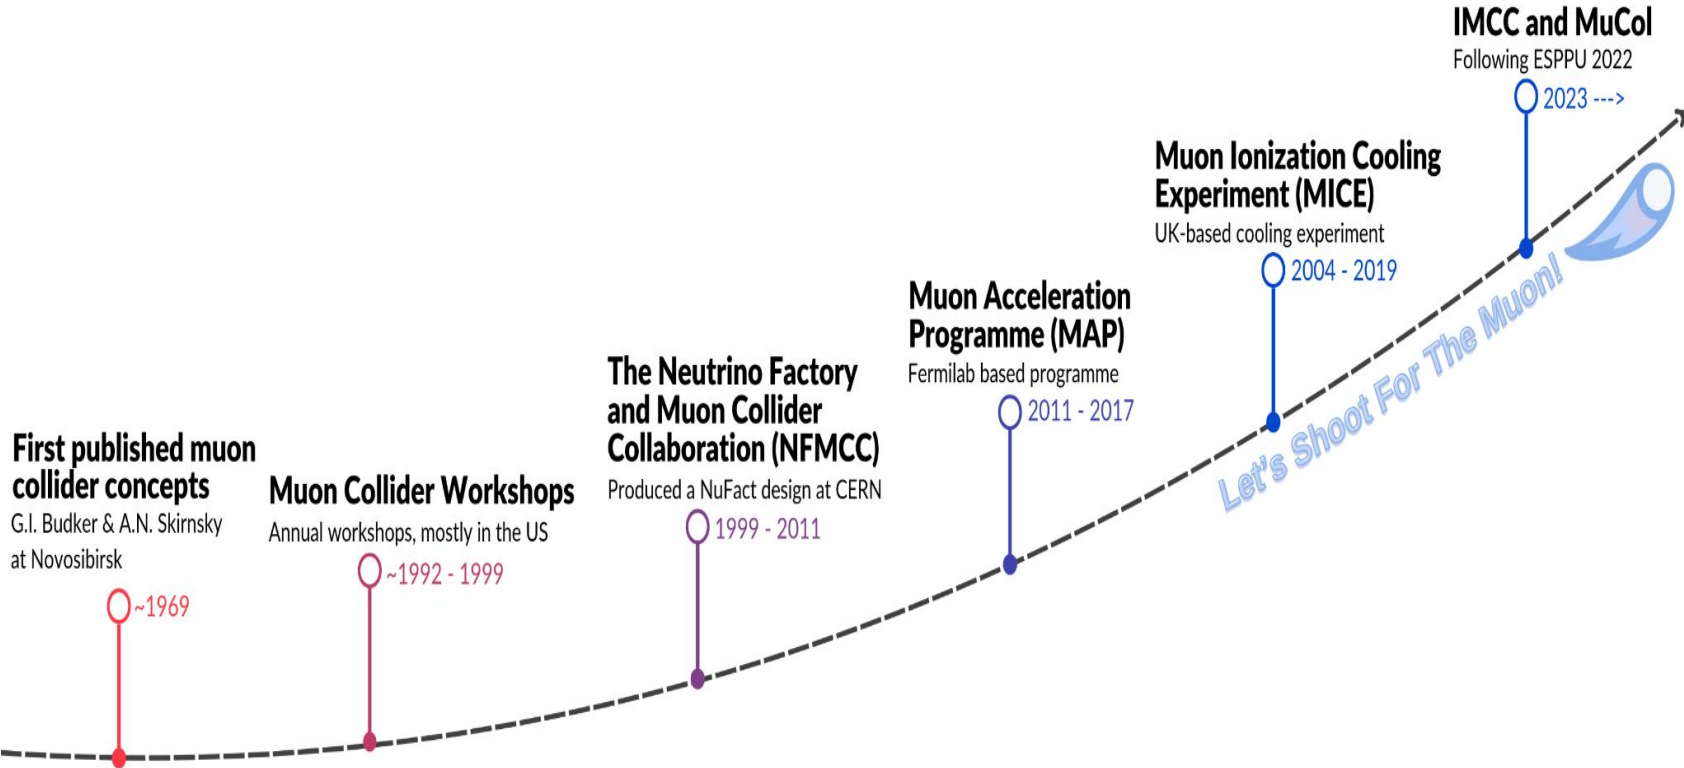 First published muon
collider concepts
G.I. Budker & A.N. Skirnsky
at Novosibirsk
~1969
Muon Collider Workshops
Annual workshops, mostly in the US
~1992 - 1999
The Neutrino Factory
and Muon Collider
Collaboration (NFMCC)
Produced a NuFact design at CERN
1999 - 2011
Muon Acceleration
Programme (MAP)
Fermilab based programme
2011 - 2017
Muon Ionization Cooling
Experiment (MICE)
UK-based cooling experiment
2004 - 2019
IMCC and MuCol
Following ESPPU 2022
2023 --->
Let's Shoot For The Muon!